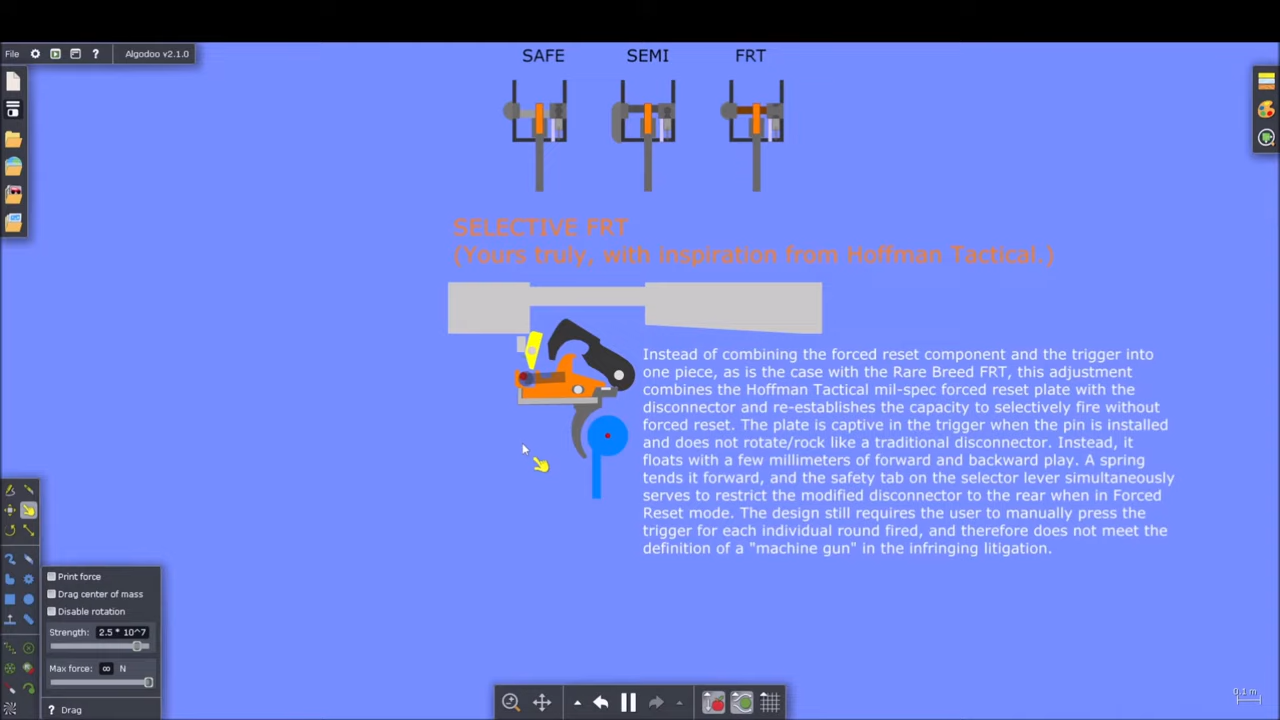 File
Algodoo v2.1.0
SAFE
SEMI
FRT
SELECTIVE FRT
(Yours truly, with inspiration from Hoffman Tactical.)
Instead of combining the forced reset component and the trigger into
one piece, as is the case with the Rare Breed FRT, this adjustment
combines the Hoffman Tactical mil-spec forced reset plate with the
disconnector and re-establishes the capacity to selectively fire without
forced reset. The plate is captive in the trigger when the pin is installed
and does not rotate/rock like a traditional disconnector. Instead, it
floats with a few millimeters of forward and backward play. A spring
tends it forward, and the safety tab on the selector lever simultaneously
serves to restrict the modified disconnector to the rear when in Forced
Reset mode. The design still requires the user to manually press the
trigger for each individual round fired, and therefore does not meet the
definition of a "machine gun" in the infringing litigation.
Print force
Drag center of mass
Disable rotation
Strength: 2.5 * 10^7
Max force: ∞ N
? Drag
0.1 m